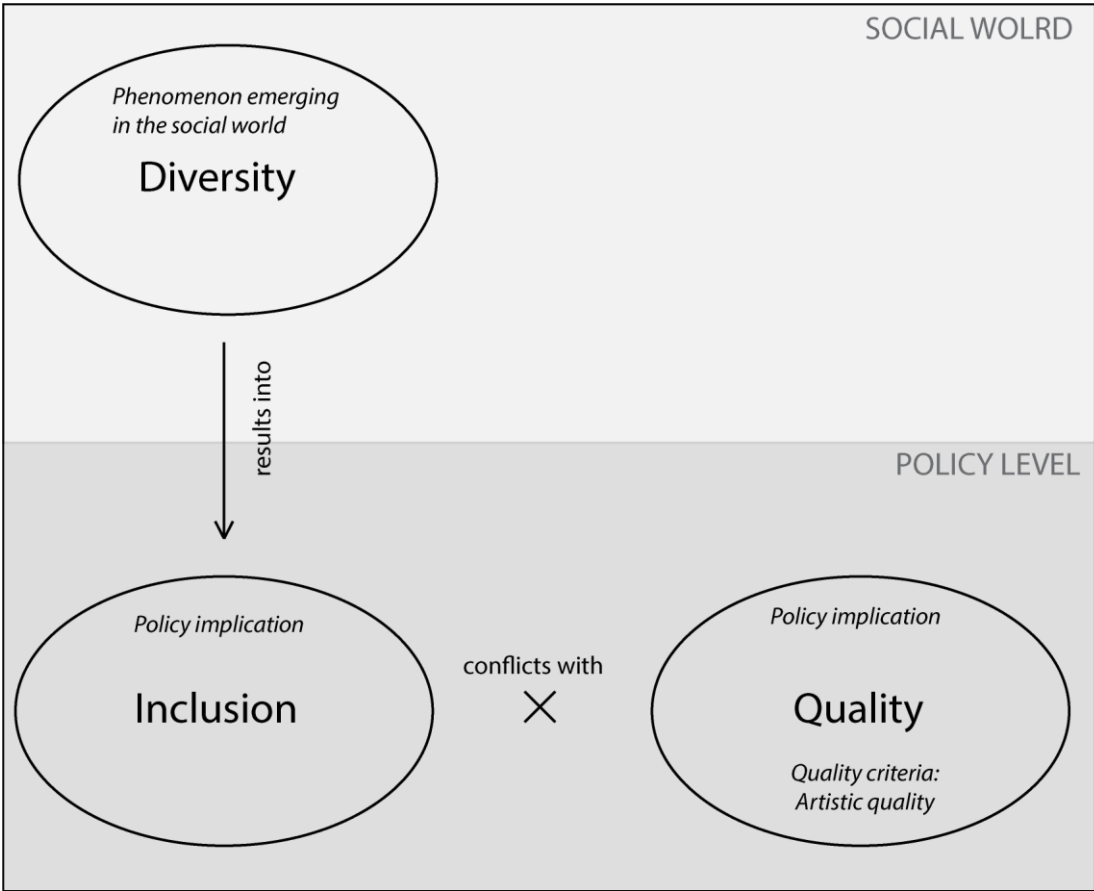 SOCIAL WOLRD
Phenomenon emerging
in the social world
Diversity
results into
POLICY LEVEL
Policy implication
Inclusion
conflicts with
Policy implication
Quality
Quality criteria:
Artistic quality